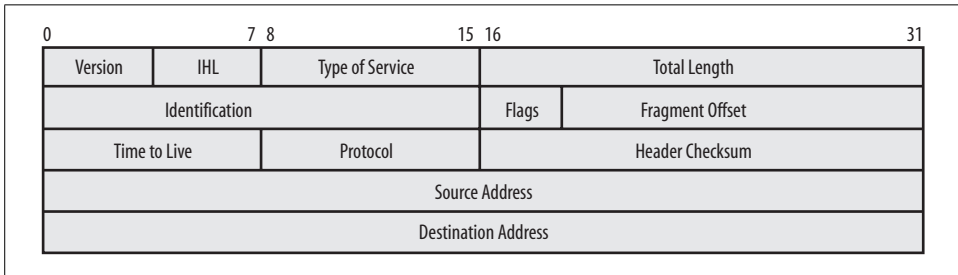 0 7 8 15 16 31
Version IHL Type of Service Total Length
Identification Flags Fragment Offset
Time to Live Protocol Header Checksum
Source Address
Destination Address